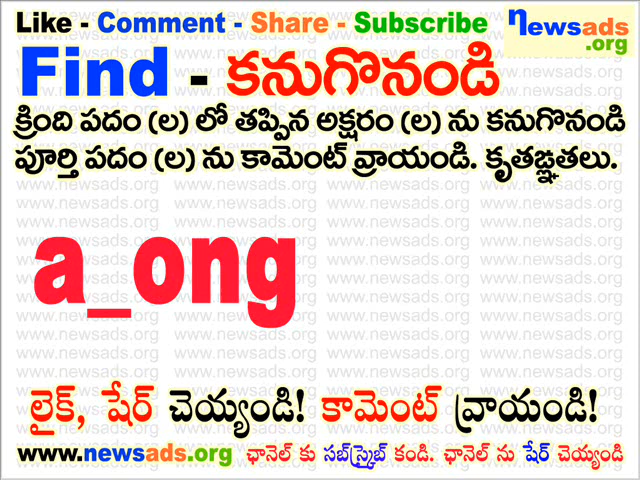 Like - Comment - Share - Subscribe
newsads
.org
Find - కనుగొనండి
క్రింది పదం (ల) లో తప్పిన అక్షరం (ల) ను కనుగొనండి
పూర్తి పదం (ల) ను కామెంట్ వ్రాయండి. కృతజ్ఞతలు.
a_ong
లైక్, షేర్ చెయ్యండి! కామెంట్ వ్రాయండి!
www.newsads.org ఛానెల్ కు సబ్‌స్క్రైబ్ కండి. ఛానెల్ ను షేర్ చెయ్యండి